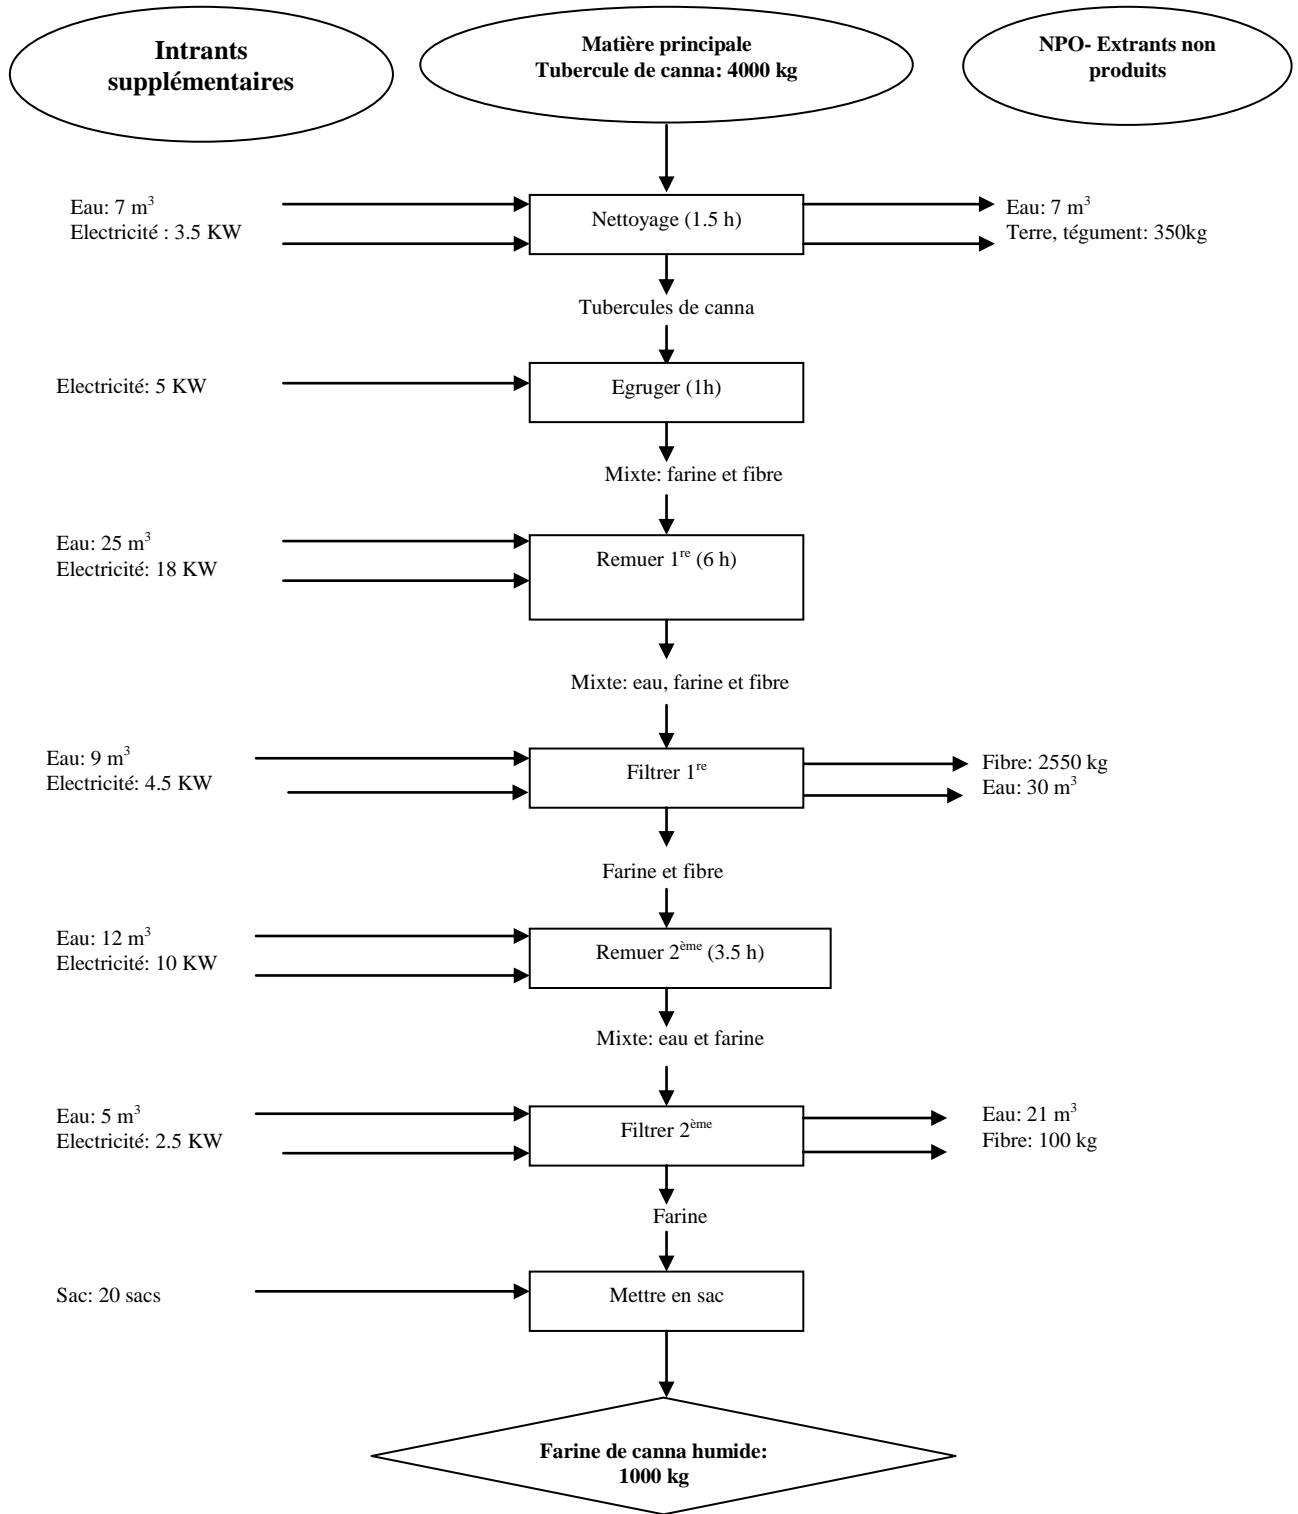 Intrants
supplémentaires
Matière principale
Tubercule de canna: 4000 kg
NPO- Extrants non
produits
Eau: 7 m³
Electricité : 3.5 KW
Nettoyage (1.5 h)
Eau: 7 m³
Terre, tégument: 350kg
Tubercules de canna
Electricité: 5 KW
Egruger (1h)
Mixte: farine et fibre
Eau: 25 m³
Electricité: 18 KW
Remuer 1re (6 h)
Mixte: eau, farine et fibre
Eau: 9 m³
Electricité: 4.5 KW
Filtrer 1re
Fibre: 2550 kg
Eau: 30 m³
Farine et fibre
Eau: 12 m³
Electricité: 10 KW
Remuer 2ème (3.5 h)
Mixte: eau et farine
Eau: 5 m³
Electricité: 2.5 KW
Filtrer 2ème
Eau: 21 m³
Fibre: 100 kg
Farine
Sac: 20 sacs
Mettre en sac
Farine de canna humide:
1000 kg